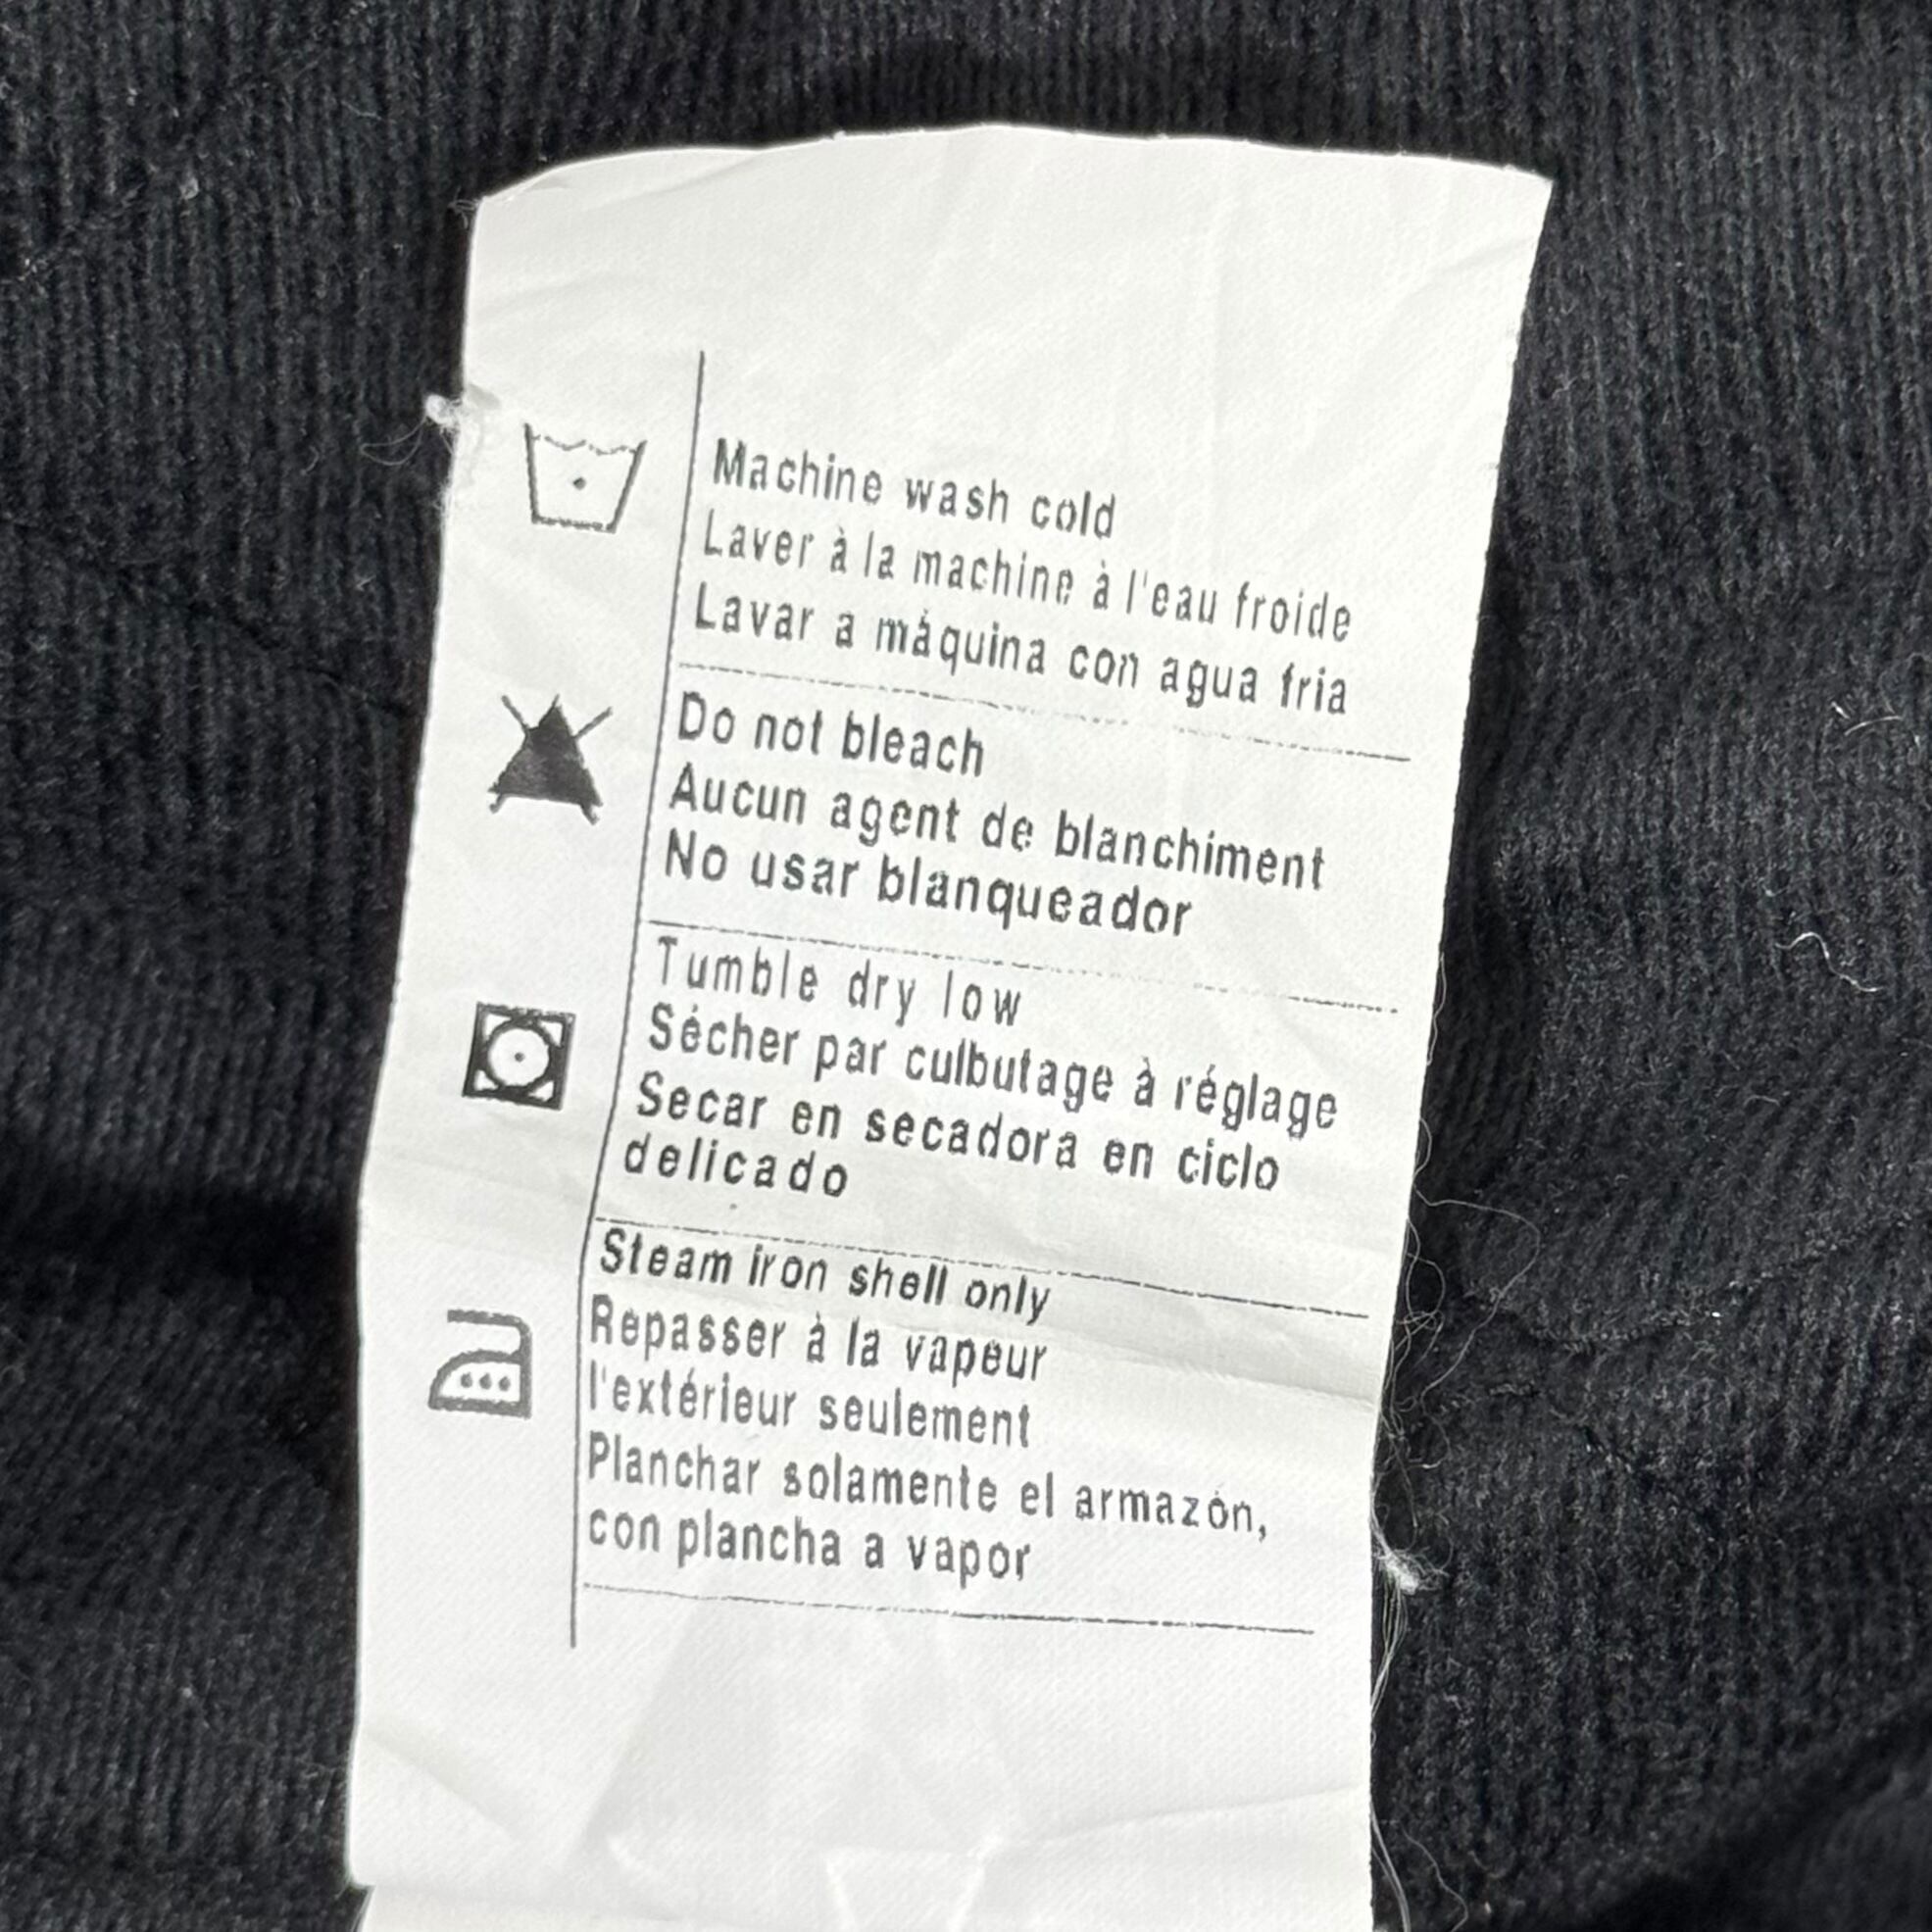 Machine wash cold
Laver à la machine à l'eau froide
Lavar a máquina con agua fria
Do not bleach
Aucun agent de blanchiment
No usar blanqueador
Tumble dry low
Sécher par culbutage à réglage
Secar en secadora en ciclo
delicado
Steam iron shell only
Repasser à la vapeur
l'extérieur seulement
Planchar solamente el armazón,
con plancha a vapor